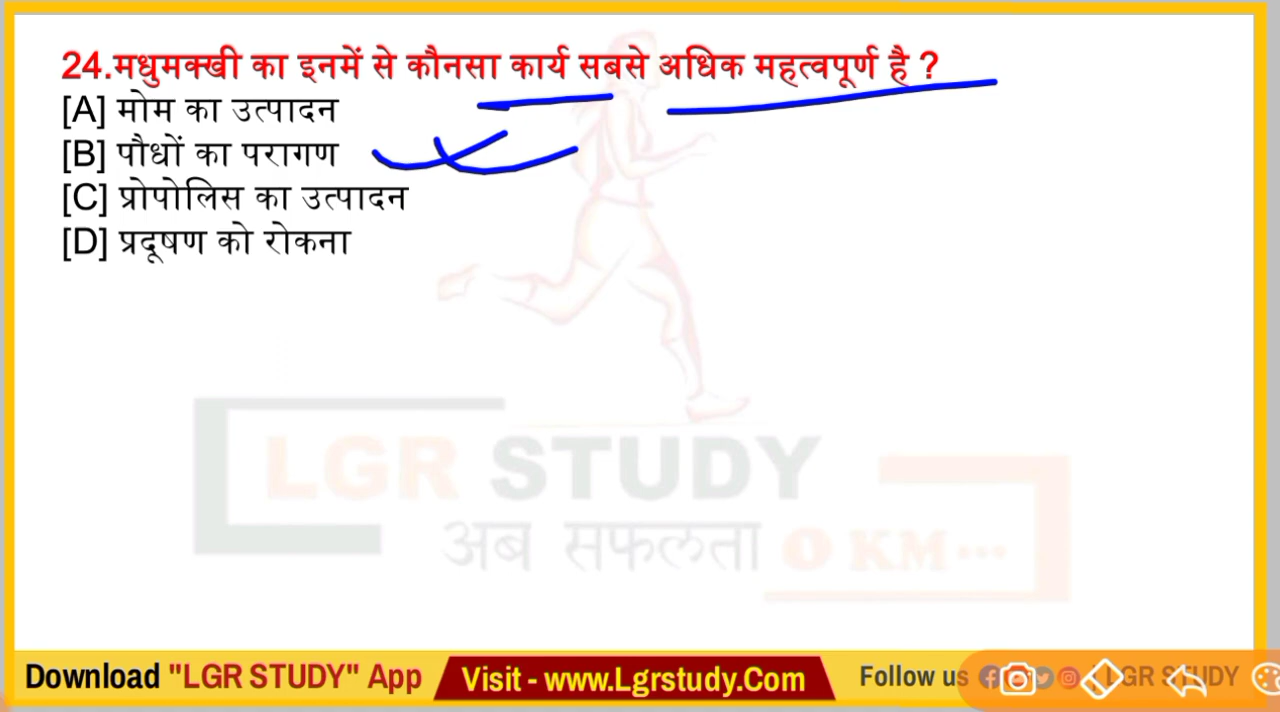 24.मधुमक्खी का इनमें से कौनसा कार्य सबसे अधिक महत्वपूर्ण है ?
[A] मोम का उत्पादन
[B] पौधों का परागण
[C] प्रोपोलिस का उत्पादन
[D] प्रदूषण को रोकना
LGR STUDY
अब सफलता 0 KM...
Download "LGR STUDY" App Visit - www.Lgrstudy.Com Follow us LGR STUDY